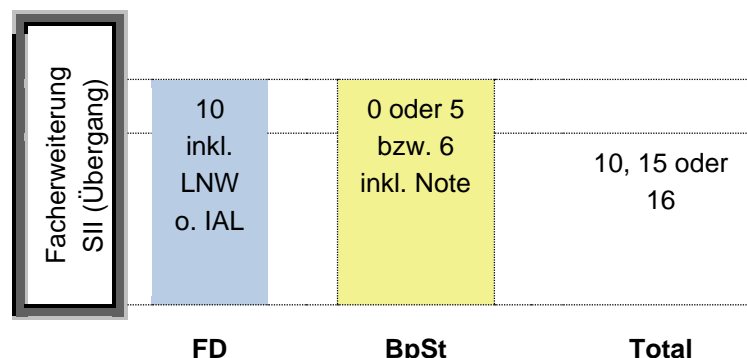 Facherweiterung
SII (Übergang)
10
inkl.
LNW
o. IAL
0 oder 5
bzw. 6
inkl. Note
10, 15 oder
16
FD
BpSt
Total